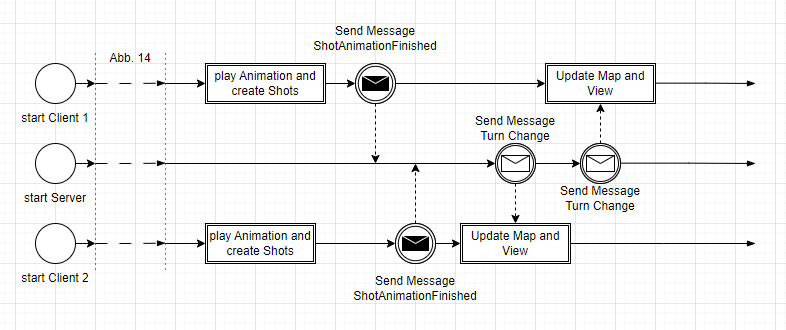 Send Message
ShotAnimationFinished
Abb. 14
play Animation and
create Shots
Update Map and
View
start Client 1
Send Message
Turn Change
start Server
Send Message
Turn Change
play Animation and
create Shots
Update Map and
View
start Client 2
Send Message
ShotAnimationFinished